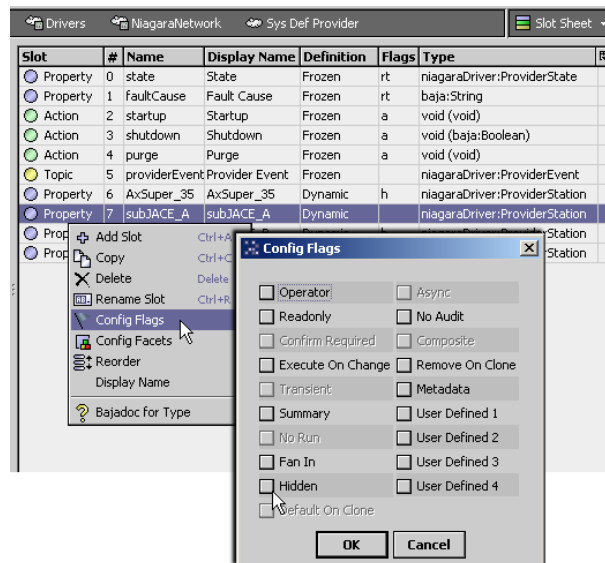 Drivers NiagaraNetwork Sys Def Provider Slot Sheet
Slot # Name Display Name Definition Flags Type
Property 0 state State Frozen rt niagaraDriver:ProviderState
Property 1 faultCause Fault Cause Frozen rt baja:String
Action 2 startup Startup Frozen a void (void)
Action 3 shutdown Shutdown Frozen a void (baja:Boolean)
Action 4 purge Purge Frozen a void (void)
Topic 5 providerEvent Provider Event Frozen niagaraDriver:ProviderEvent
Property 6 AxSuper_35 AxSuper_35 Dynamic h niagaraDriver:ProviderStation
Property 7 subJACE_A subJACE_A Dynamic niagaraDriver:ProviderStation
Prop
Prop Station
Add Slot Ctrl+A
Copy Ctrl+C
Delete Delete
Rename Slot Ctrl+R
Config Flags
Config Facets
Reorder
Display Name
Bajadoc for Type
Config Flags
Operator Async
Readonly No Audit
Confirm Required Composite
Execute On Change Remove On Clone
Transient Metadata
Summary User Defined 1
No Run User Defined 2
Fan In User Defined 3
Hidden User Defined 4
Default On Clone
OK Cancel